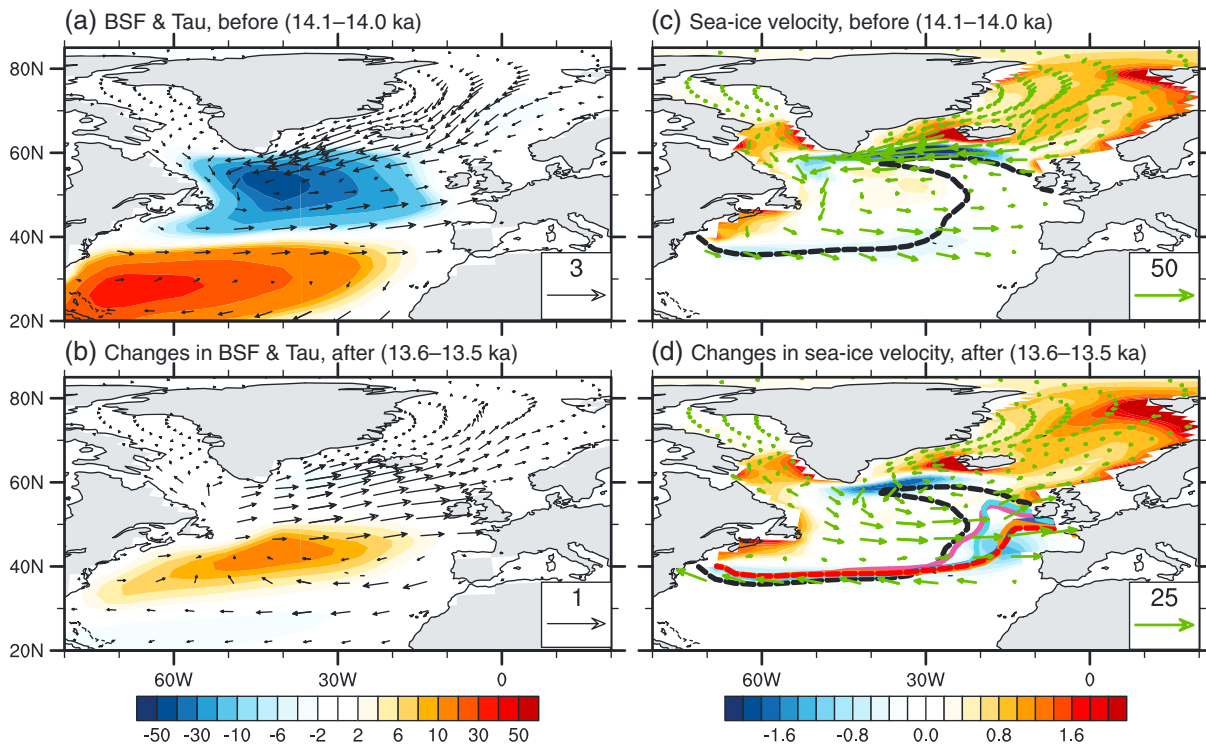 (a) BSF & Tau, before (14.1–14.0 ka)
80N
60N
40N
20N
3
(c) Sea-ice velocity, before (14.1–14.0 ka)
80N
60N
40N
20N
50
(b) Changes in BSF & Tau, after (13.6–13.5 ka)
80N
60N
40N
20N
1
60W 30W 0
(d) Changes in sea-ice velocity, after (13.6–13.5 ka)
80N
60N
40N
20N
25
60W 30W 0
-50 -30 -10 -6 -2 2 6 10 30 50
-1.6 -0.8 0.0 0.8 1.6